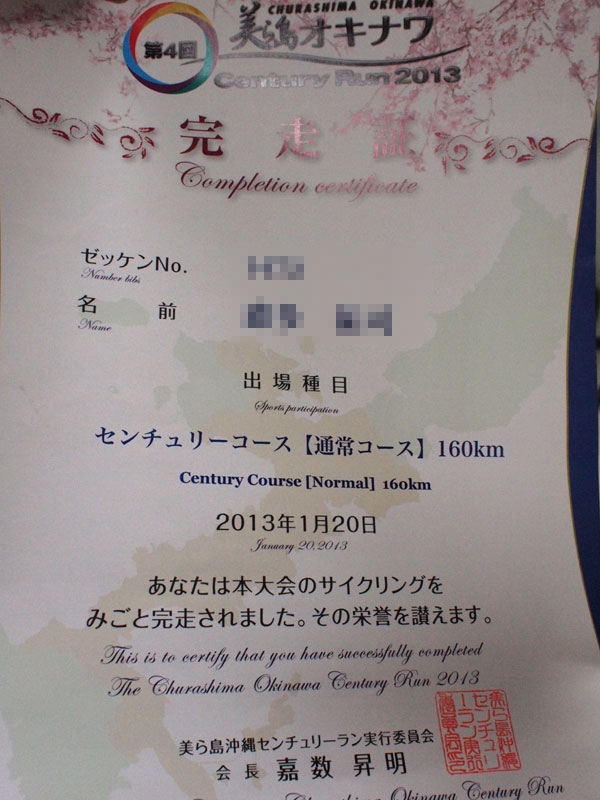 CHURASHIMA OKINAWA
第4回
美ら島オキナワ
Century Run 2013
完走証
Completion certificate
ゼッケンNo.
Number bibs
名前
Name
出場種目
Sports participation
センチュリーコース【通常コース】160km
Century Course [Normal] 160km
2013年1月20日
January 20,2013
あなたは本大会のサイクリングを
みごと完走されました。その栄誉を讃えます。
This is to certify that you have successfully completed
The Churashima Okinawa Century Run 2013
美ら島沖縄センチュリーラン実行委員会
会長 嘉数昇明
Churashima Okinawa Century Run